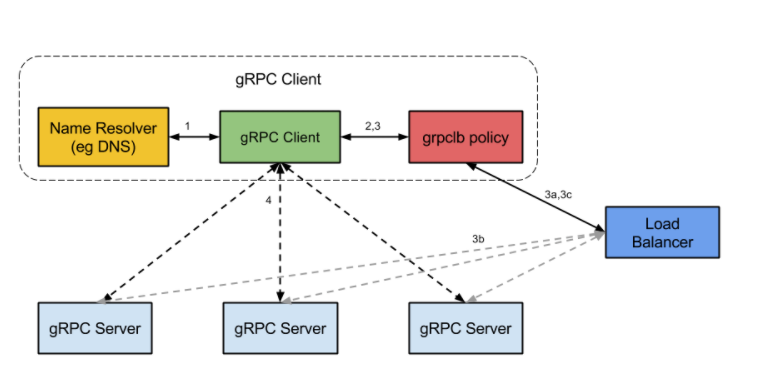 gRPC Client
Name Resolver
(eg DNS)
1
gRPC Client
2,3
grpclb policy
3a,3c
4
Load
Balancer
3b
gRPC Server
gRPC Server
gRPC Server